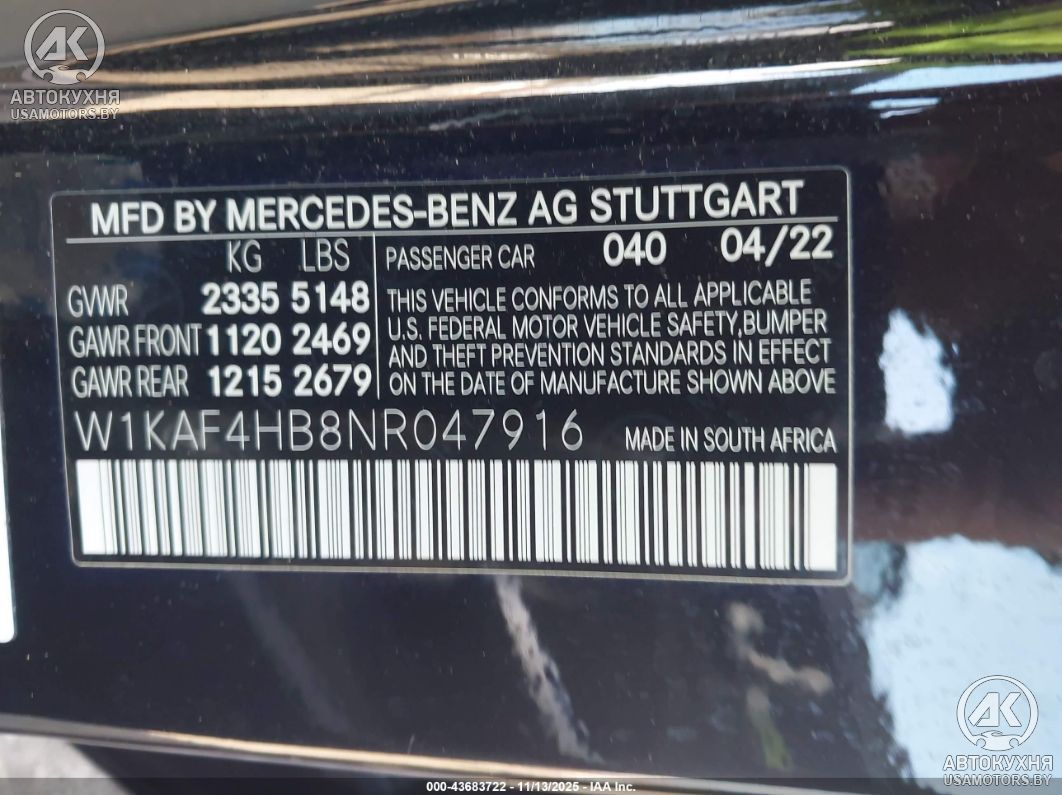 AK
АВТОКУХНЯ
USAMOTORS.BY
MFD BY MERCEDES-BENZ AG STUTTGART
KG LBS
PASSENGER CAR 040 04/22
GVWR 2335 5148
GAWR FRONT 1120 2469
GAWR REAR 1215 2679
THIS VEHICLE CONFORMS TO ALL APPLICABLE
U.S. FEDERAL MOTOR VEHICLE SAFETY,BUMPER
AND THEFT PREVENTION STANDARDS IN EFFECT
ON THE DATE OF MANUFACTURE SHOWN ABOVE
W1KAF4HB8NR047916 MADE IN SOUTH AFRICA
AK
АВТОКУХНЯ
USAMOTORS.BY
000-43683722 - 11/13/2025 - IAA Inc.